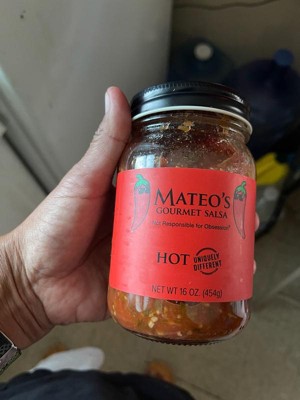 MATEO'S
GOURMET SALSA
Not Responsible for Obsession!
HOT
UNIQUELY
DIFFERENT
NET WT 16 OZ. (454g)